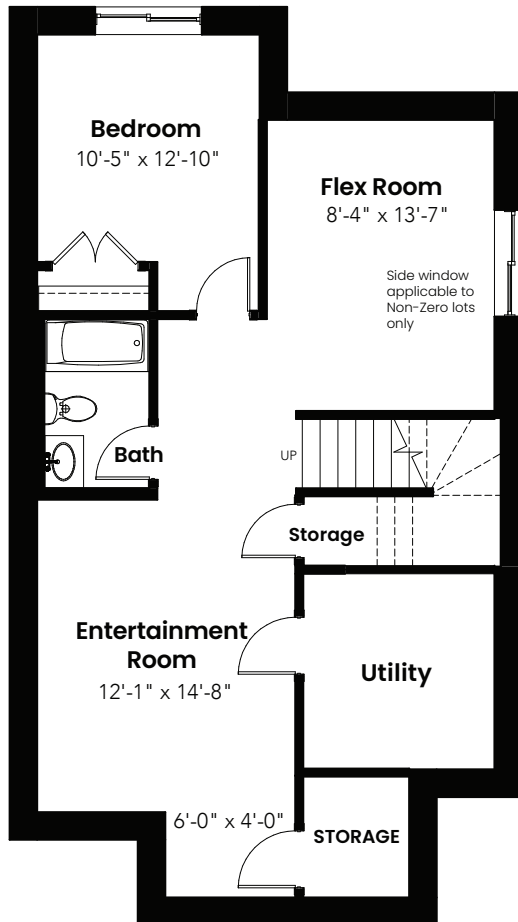 Bedroom
10'-5" x 12'-10"
Flex Room
8'-4" x 13'-7"
Side window
applicable to
Non-Zero lots
only
Bath
UP
Storage
Entertainment
Room
12'-1" x 14'-8"
Utility
6'-0" x 4'-0"
STORAGE